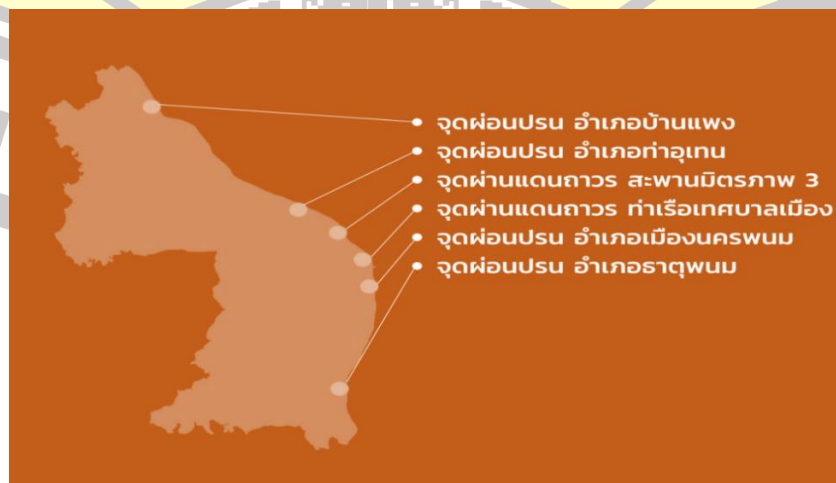 จุดผ่อนปรน อำเภอบ้านแพง
จุดผ่อนปรน อำเภอท่าอุเทน
จุดผ่านแดนถาวร สะพานมิตรภาพ 3
จุดผ่านแดนถาวร ท่าเรือเทศบาลเมือง
จุดผ่อนปรน อำเภอเมืองนครพนม
จุดผ่อนปรน อำเภอธาตุพนม